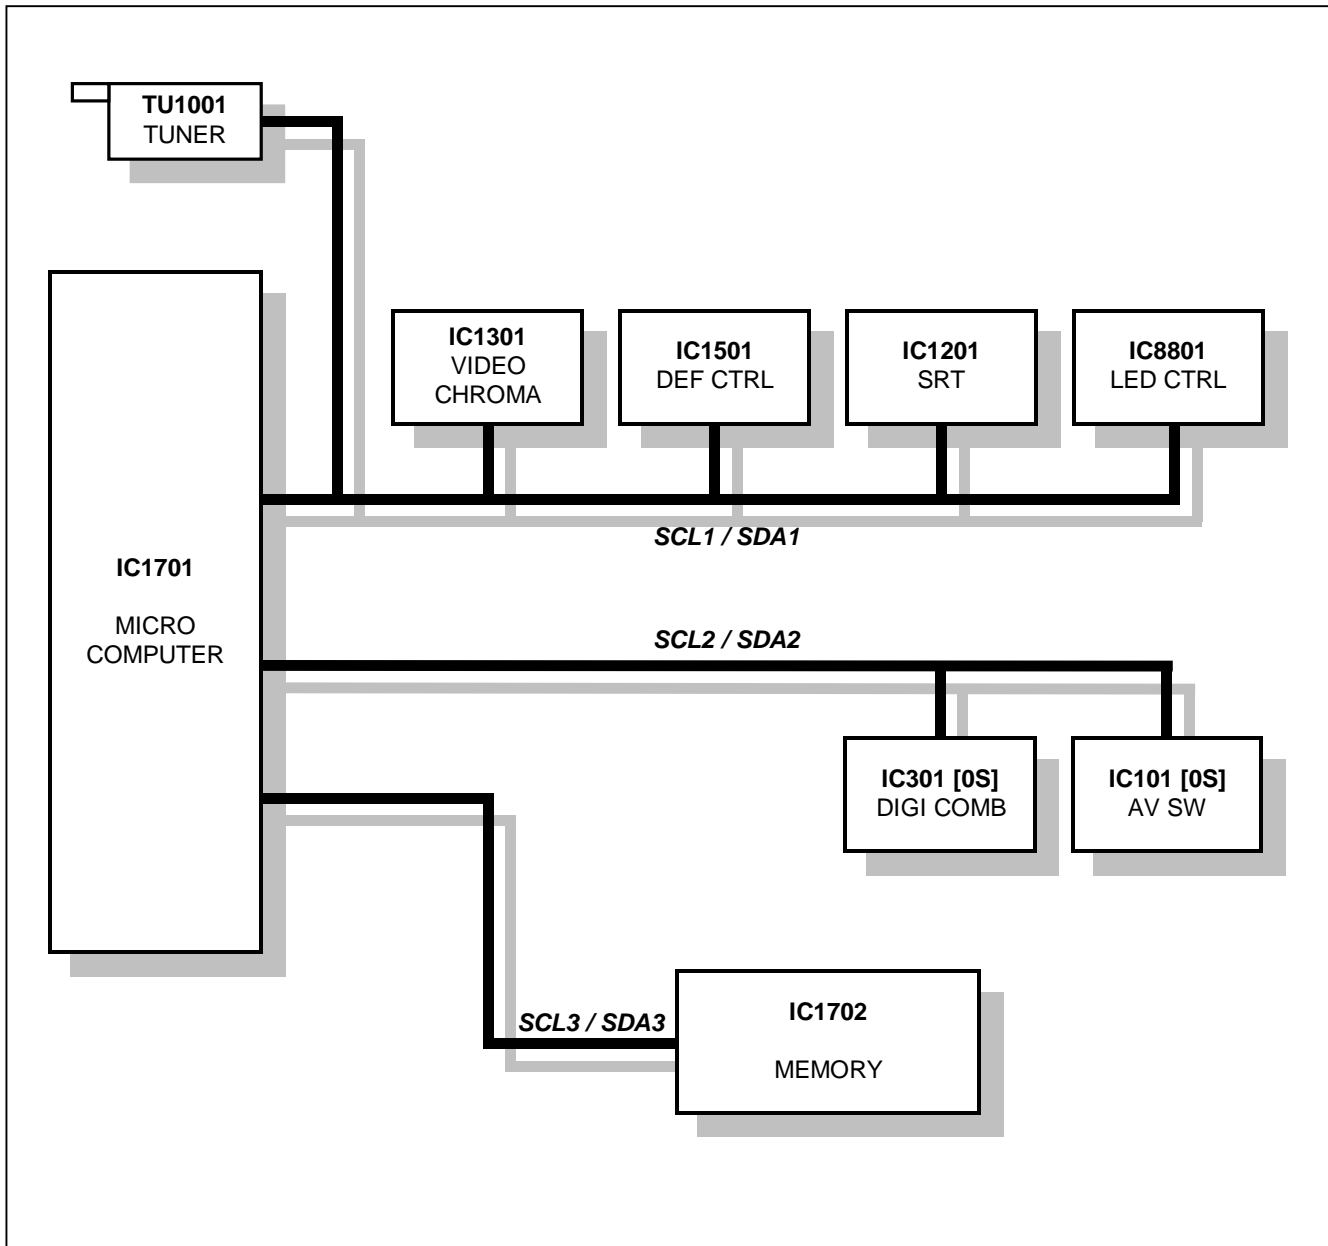 TU1001
TUNER
IC1301
VIDEO
CHROMA
IC1501
DEF CTRL
IC1201
SRT
IC8801
LED CTRL
SCL1 / SDA1
IC1701
MICRO
COMPUTER
SCL2 / SDA2
IC301 [0S]
DIGI COMB
IC101 [0S]
AV SW
SCL3 / SDA3
IC1702
MEMORY